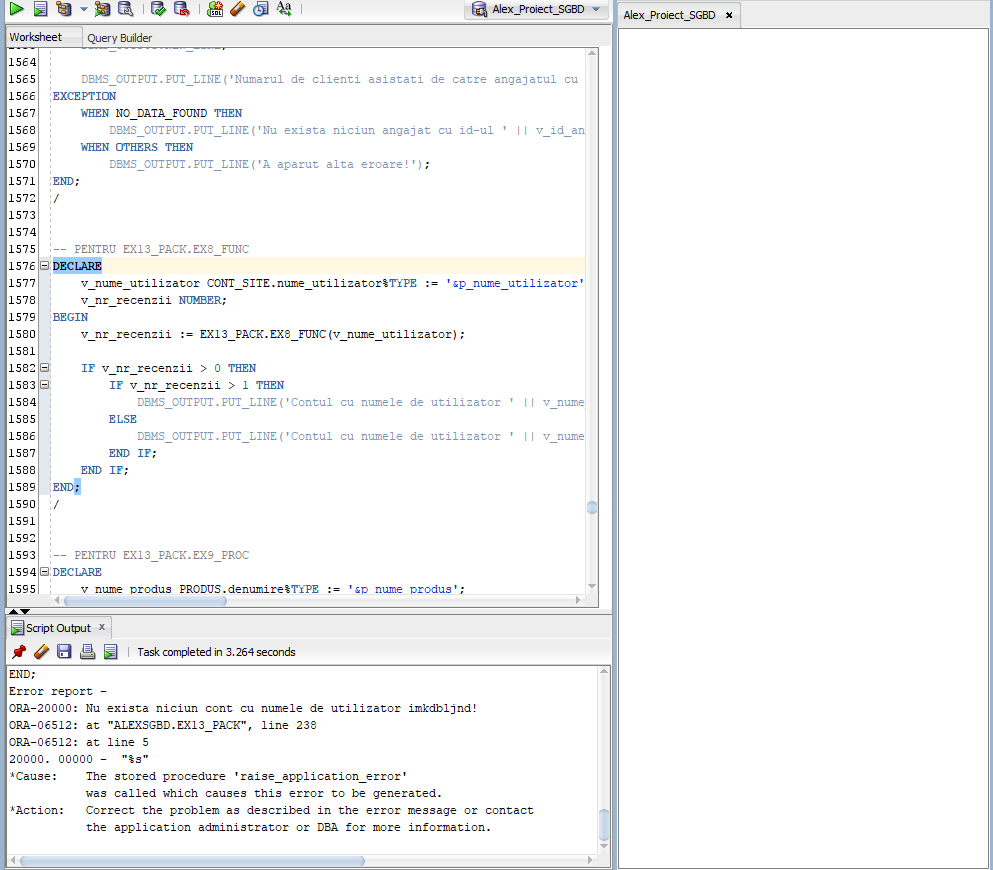 Alex_Proiect_SGBD
Worksheet
Query Builder
1564
1565 DBMS_OUTPUT.PUT_LINE('Numarul de clienti asistati de catre angajatul cu
1566 EXCEPTION
1567 WHEN NO_DATA_FOUND THEN
1568 DBMS_OUTPUT.PUT_LINE('Nu exista niciun angajat cu id-ul ' || v_id_an
1569 WHEN OTHERS THEN
1570 DBMS_OUTPUT.PUT_LINE('A aparut alta eroare!');
1571 END;
1572 /
1573
1574
1575 -- PENTRU EX13_PACK.EX8_FUNC
1576 DECLARE
1577 v_nume_utilizator CONT_SITE.nume_utilizator%TYPE := '&p_nume_utilizator'
1578 v_nr_recenzii NUMBER;
1579 BEGIN
1580 v_nr_recenzii := EX13_PACK.EX8_FUNC(v_nume_utilizator);
1581
1582 IF v_nr_recenzii > 0 THEN
1583 IF v_nr_recenzii > 1 THEN
1584 DBMS_OUTPUT.PUT_LINE('Contul cu numele de utilizator ' || v_nume
1585 ELSE
1586 DBMS_OUTPUT.PUT_LINE('Contul cu numele de utilizator ' || v_nume
1587 END IF;
1588 END IF;
1589 END;
1590 /
1591
1592
1593 -- PENTRU EX13_PACK.EX9_PROC
1594 DECLARE
1595 v_nume_produs PRODUS.denumire%TYPE := '&p_nume_produs';
Script Output x
Task completed in 3.264 seconds
END;
Error report -
ORA-20000: Nu exista niciun cont cu numele de utilizator imkdbljnd!
ORA-06512: at "ALEXSGBD.EX13_PACK", line 238
ORA-06512: at line 5
20000. 00000 - "%s"
*Cause: The stored procedure 'raise_application_error'
was called which causes this error to be generated.
*Action: Correct the problem as described in the error message or contact
the application administrator or DBA for more information.
Alex_Proiect_SGBD x